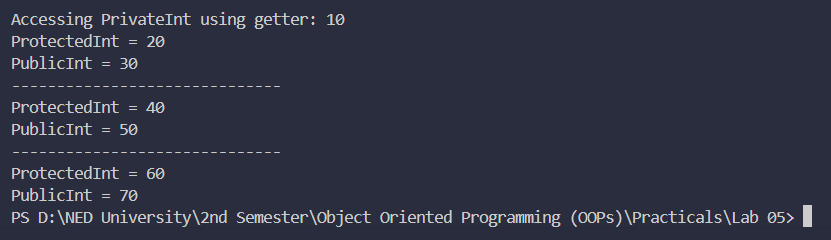 Accessing PrivateInt using getter: 10
ProtectedInt = 20
PublicInt = 30
------------------------------
ProtectedInt = 40
PublicInt = 50
------------------------------
ProtectedInt = 60
PublicInt = 70
PS D:\NED University\2nd Semester\Object Oriented Programming (OOPs)\Practicals\Lab 05>